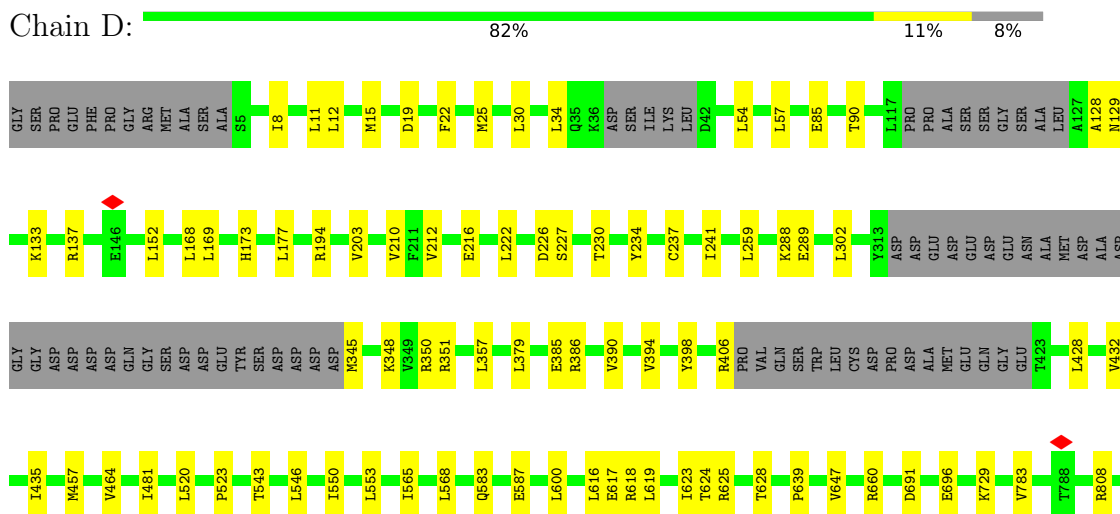 Chain D:
82% 11% 8%
GLY SER PRO GLU PHE PRO GLY ARG MET ALA SER ALA S5 I8 L11 L12 M15 D19 F22 M25 L30 L34 Q35 K36 ASP SER ILE LYS LEU D42 L54 L57 E85 T90 L117 PRO PRO ALA SER SER GLY SER ALA LEU A127 A128 N129
K133 R137 E146 L152 L168 L169 H173 L177 R194 V203 V210 F211 V212 E216 L222 D226 S227 T230 Y234 C237 I241 L259 K288 E289 L302 Y313 ASP ASP GLU ASP GLU ASP GLU ASN ALA MET ASP ALA ASP
GLY GLY ASP ASP ASP ASP GLN GLY SER ASP ASP GLU TYR SER ASP ASP ASP ASP M345 K348 V349 R350 R351 L357 L379 E385 R386 V390 V394 Y398 R406 PRO VAL GLN SER TRP LEU CYS ASP PRO ASP ALA MET GLU GLN GLY GLU T423 L428 V432
I435 M457 V464 I481 L520 P523 T543 L546 I550 L553 I565 L568 Q583 E587 L600 L616 E617 R618 L619 I623 T624 R625 T628 P639 V647 R660 D691 E696 K729 V783 T788 R808